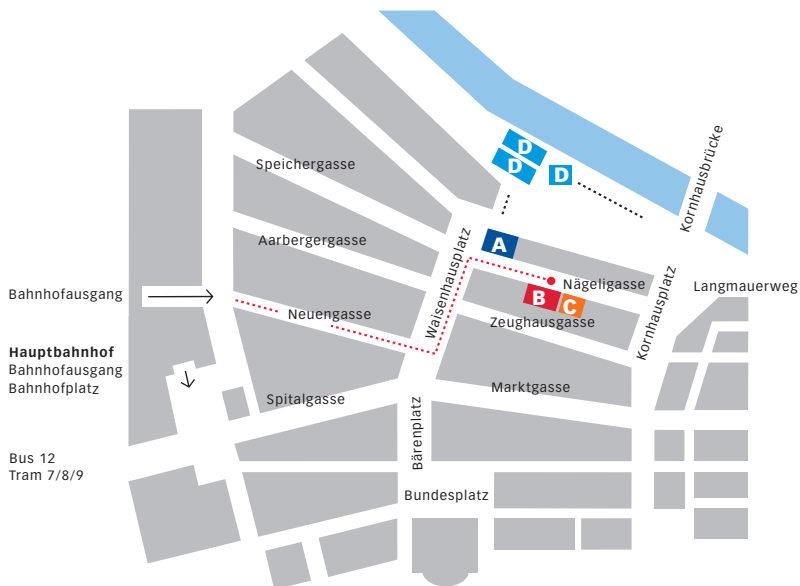 Kornhausbrücke
D
D
D
Speichergasse
Aarbergergasse
Waisenhausplatz
A
Nägeligasse
Kornhausplatz
Langmauerweg
Bahnhofausgang
Neuengasse
B
C
Zeughausgasse
Hauptbahnhof
Bahnhofausgang
Bahnhofplatz
Spitalgasse
Marktgasse
Bärenplatz
Bus 12
Tram 7/8/9
Bundesplatz